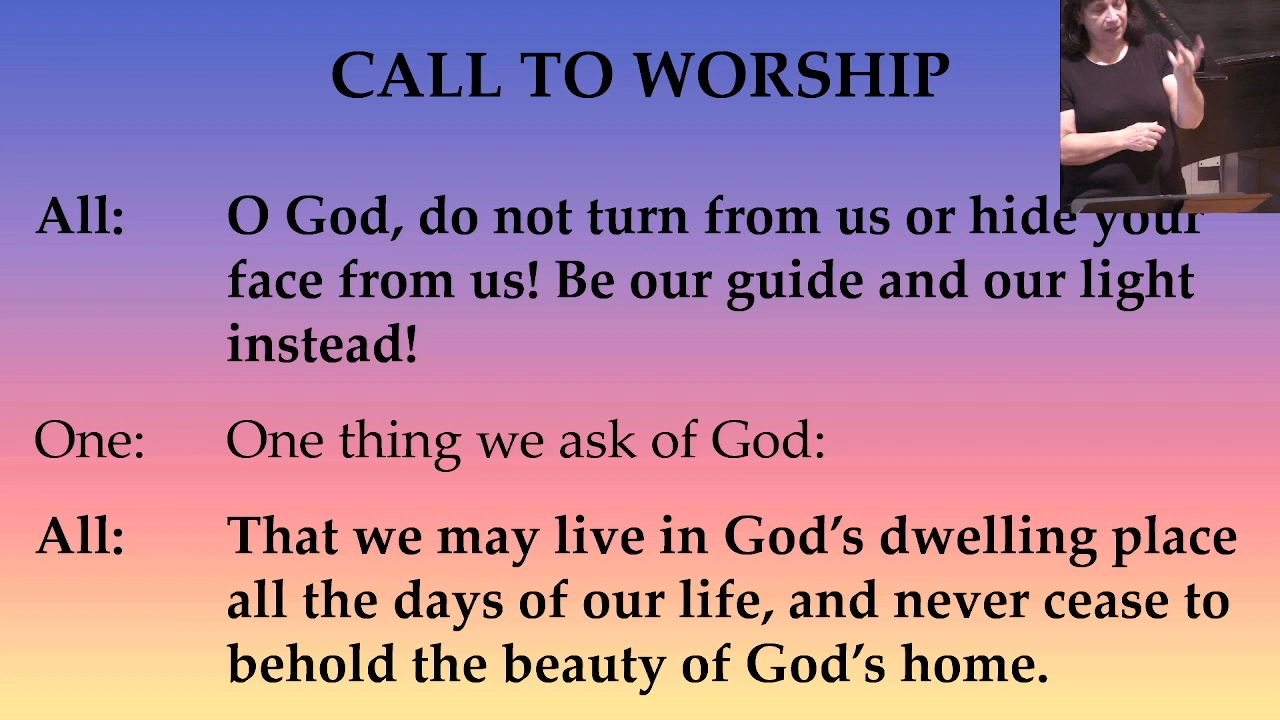 CALL TO WORSHIP
All: O God, do not turn from us or hide your
face from us! Be our guide and our light
instead!
One: One thing we ask of God:
All: That we may live in God’s dwelling place
all the days of our life, and never cease to
behold the beauty of God’s home.